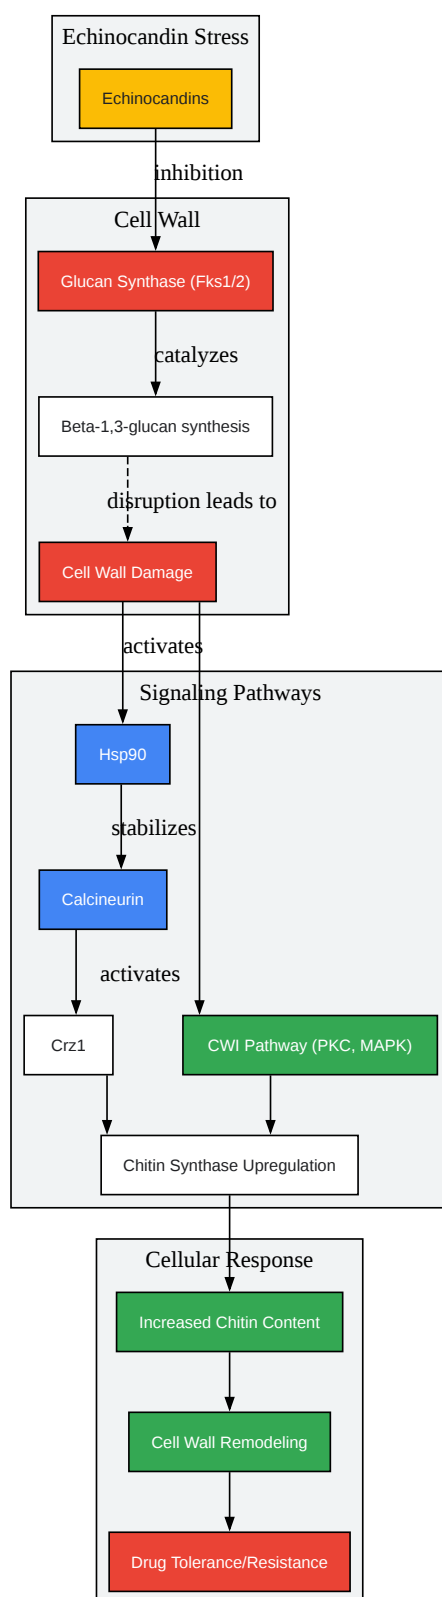 Echinocandin Stress
Echinocandins
inhibition
Cell Wall
Glucan Synthase (Fks1/2)
catalyzes
Beta-1,3-glucan synthesis
disruption leads to
Cell Wall Damage
activates
Signaling Pathways
Hsp90
stabilizes
Calcineurin
activates
Crz1
CWI Pathway (PKC, MAPK)
Chitin Synthase Upregulation
Cellular Response
Increased Chitin Content
Cell Wall Remodeling
Drug Tolerance/Resistance